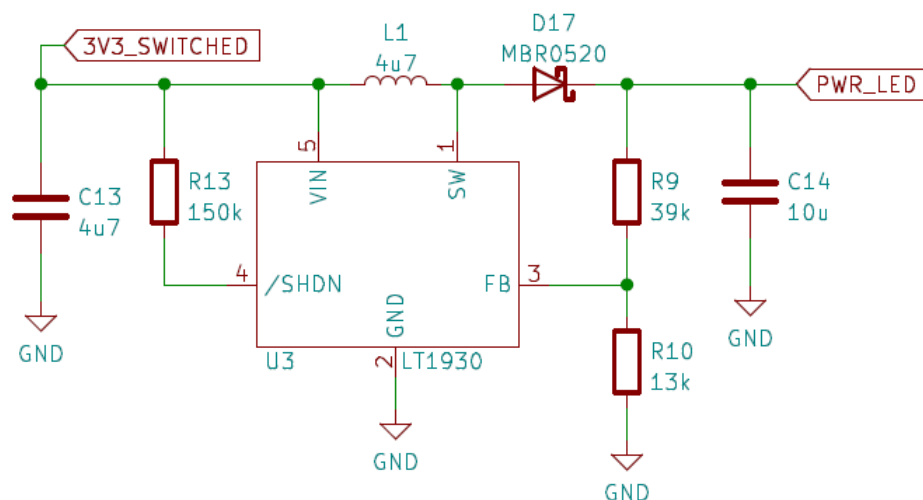 3V3_SWITCHED
L1
4u7
D17
MBR0520
PWR_LED
5
VIN
1
SW
C13
4u7
R13
150k
R9
39k
C14
10u
4
/SHDN
FB
3
GND
2
U3
LT1930
R10
13k
GND
GND
GND
GND